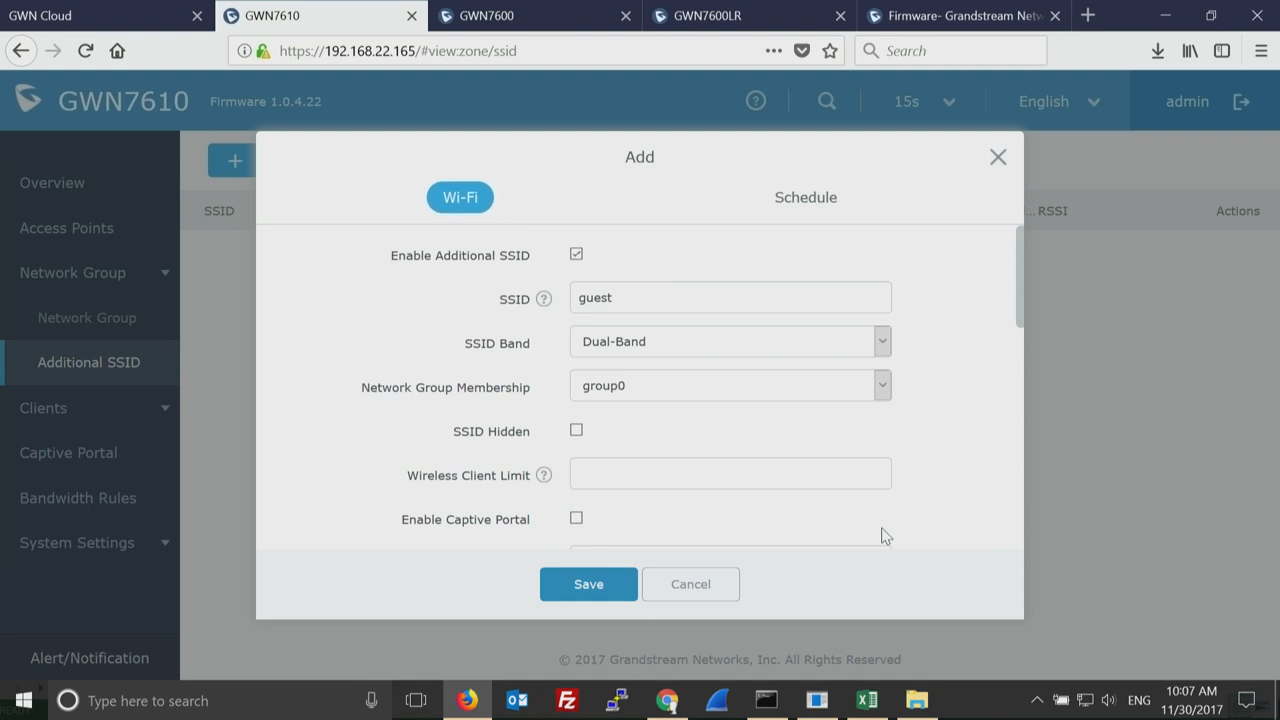 GWN Cloud
GWN7610
GWN7600
GWN7600LR
Firmware- Grandstream Netw
https://192.168.22.165/#view:zone/ssid
Search
GWN7610
Firmware 1.0.4.22
15s
English
admin
Add
Wi-Fi
Schedule
Overview
Access Points
Network Group
Network Group
Additional SSID
Clients
Captive Portal
Bandwidth Rules
System Settings
Alert/Notification
SSID
... RSSI
Actions
Enable Additional SSID
SSID
guest
SSID Band
Dual-Band
Network Group Membership
group0
SSID Hidden
Wireless Client Limit
Enable Captive Portal
Save
Cancel
© 2017 Grandstream Networks, Inc. All Rights Reserved
Type here to search
ENG
10:07 AM
11/30/2017